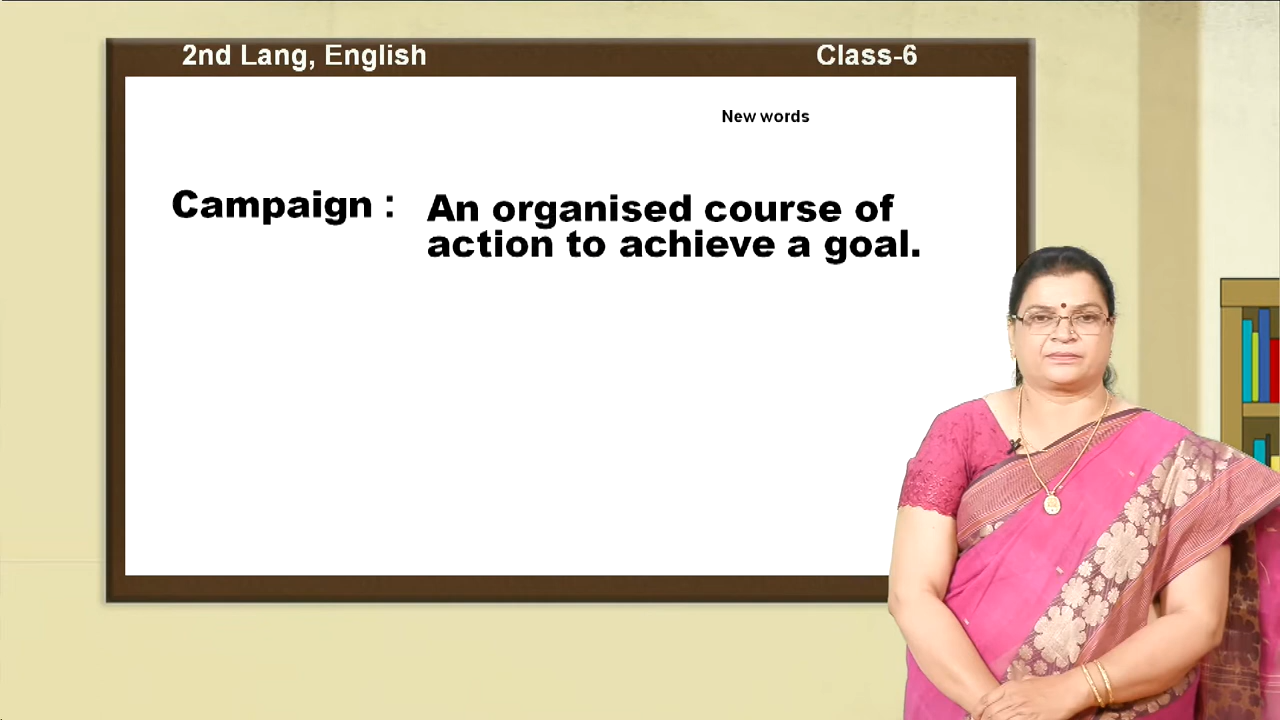 2nd Lang, English Class-6
New words
Campaign : An organised course of
action to achieve a goal.